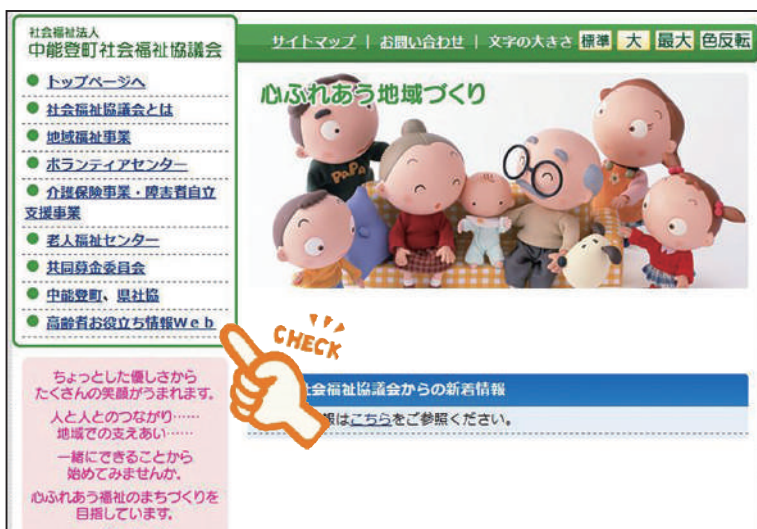 社会福祉法人
中能登町社会福祉協議会
サイトマップ | お問い合わせ | 文字の大きさ 標準 大 最大 色反転
トップページへ
社会福祉協議会とは
地域福祉事業
ボランティアセンター
介護保険事業・障害者自立
支援事業
老人福祉センター
共同募金委員会
中能登町、県社協
高齢者お役立ち情報Ｗｅｂ
心ふれあう地域づくり
PAPA
CHECK
ちょっとした優しさから
たくさんの笑顔がうまれます。
人と人とのつながり……
地域での支えあい……
一緒にできることから
始めてみませんか。
心ふれあう福祉のまちづくりを
目指しています。
社会福祉協議会からの新着情報
報はこちらをご参照ください。